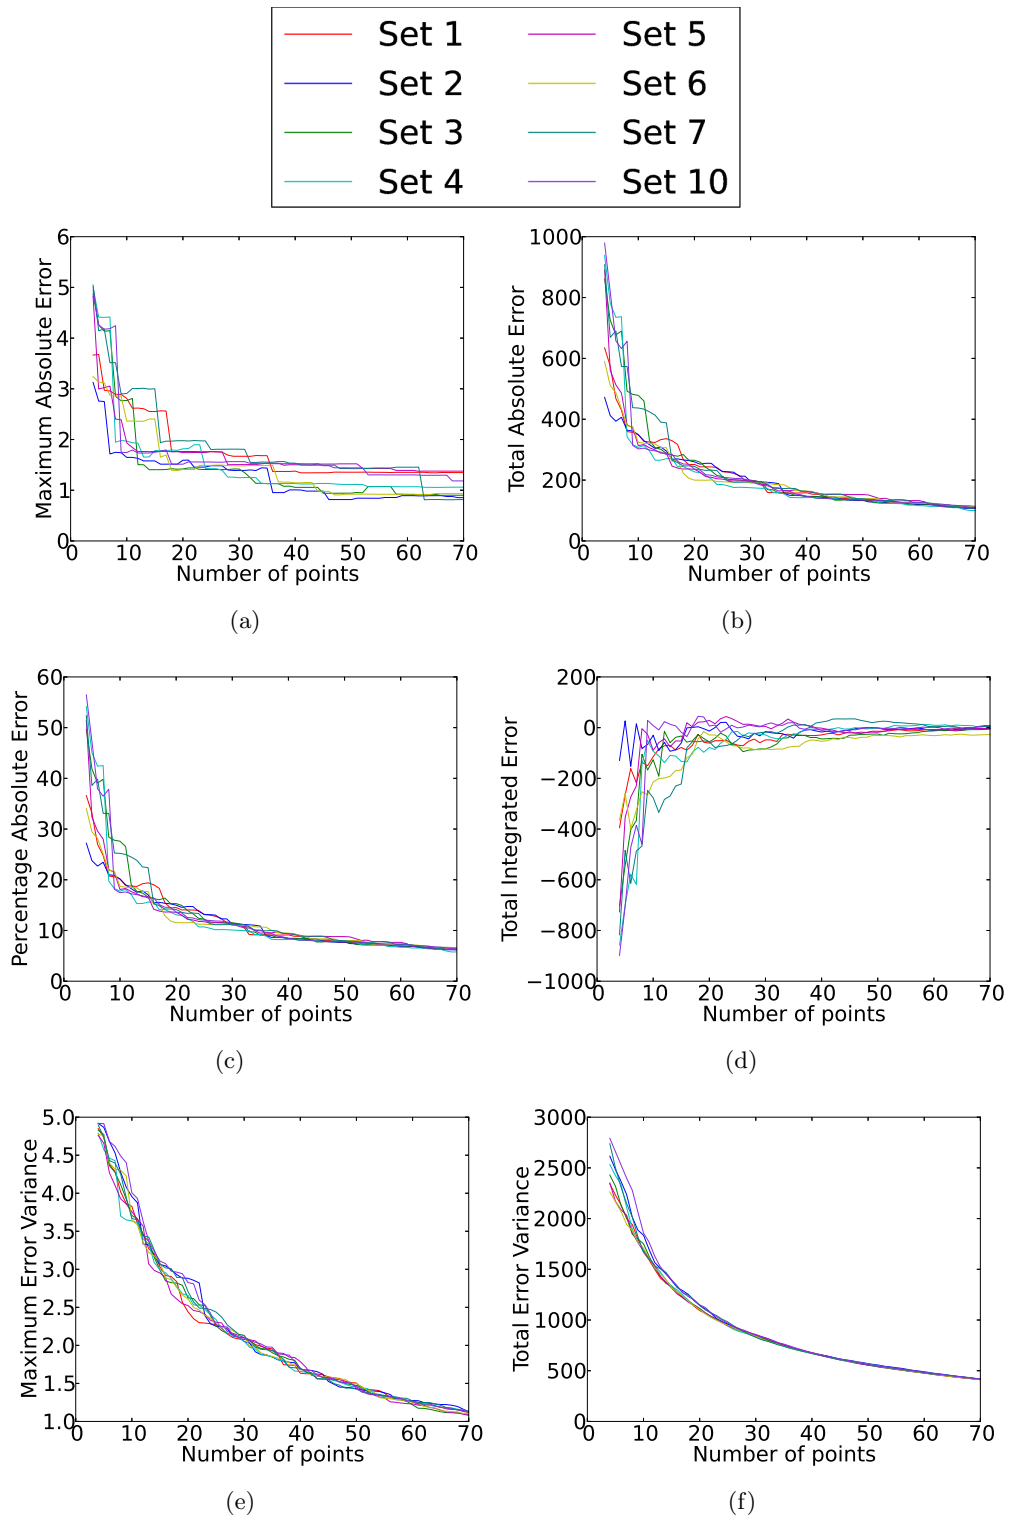 Set 1 Set 5
Set 2 Set 6
Set 3 Set 7
Set 4 Set 10
6
5
4
3
2
1
0
0 10 20 30 40 50 60 70
Maximum Absolute Error
Number of points
(a)
1000
800
600
400
200
0
0 10 20 30 40 50 60 70
Total Absolute Error
Number of points
(b)
60
50
40
30
20
10
0
0 10 20 30 40 50 60 70
Percentage Absolute Error
Number of points
(c)
200
0
−200
−400
−600
−800
−1000
0 10 20 30 40 50 60 70
Total Integrated Error
Number of points
(d)
5.0
4.5
4.0
3.5
3.0
2.5
2.0
1.5
1.0
0 10 20 30 40 50 60 70
Maximum Error Variance
Number of points
(e)
3000
2500
2000
1500
1000
500
0
0 10 20 30 40 50 60 70
Total Error Variance
Number of points
(f)